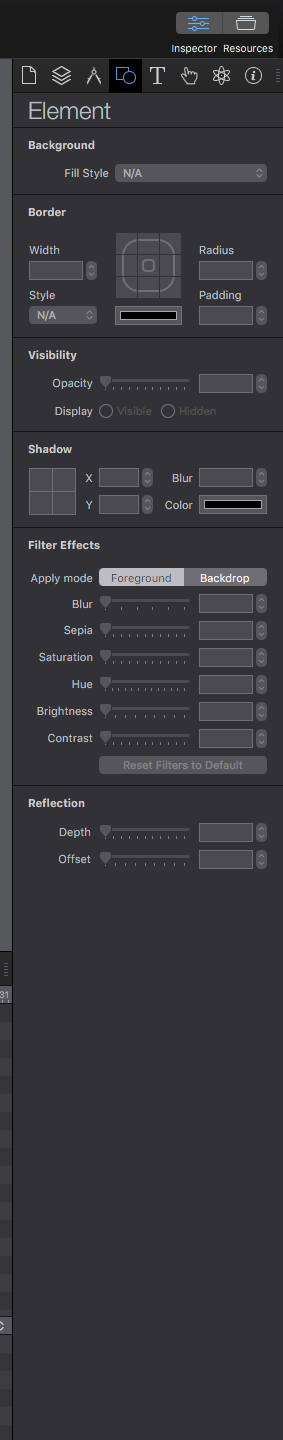 Inspector Resources
T i
Element
Background
Fill Style N/A
Border
Width Radius
Style Padding
N/A
Visibility
Opacity
Display Visible Hidden
Shadow
X Blur
Y Color
Filter Effects
Apply mode Foreground Backdrop
Blur
Sepia
Saturation
Hue
Brightness
Contrast
Reset Filters to Default
Reflection
Depth
Offset
31